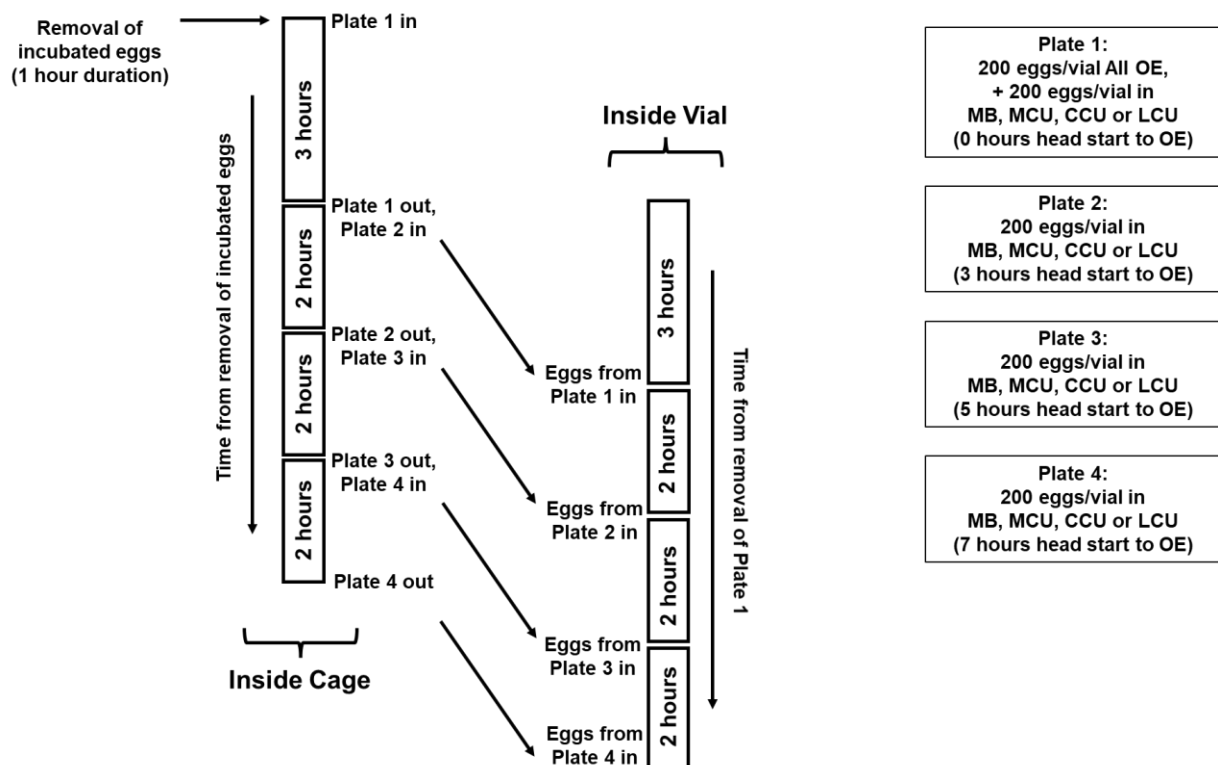 Removal of
incubated eggs
(1 hour duration)
Time from removal of incubated eggs
Plate 1 in
3 hours
Plate 1 out,
Plate 2 in
2 hours
Plate 2 out,
Plate 3 in
2 hours
Plate 3 out,
Plate 4 in
2 hours
Plate 4 out
Inside Cage
Inside Vial
3 hours
Eggs from
Plate 1 in
2 hours
Eggs from
Plate 2 in
2 hours
Eggs from
Plate 3 in
2 hours
Eggs from
Plate 4 in
Time from removal of Plate 1
Plate 1:
200 eggs/vial All OE,
+ 200 eggs/vial in
MB, MCU, CCU or LCU
(0 hours head start to OE)
Plate 2:
200 eggs/vial in
MB, MCU, CCU or LCU
(3 hours head start to OE)
Plate 3:
200 eggs/vial in
MB, MCU, CCU or LCU
(5 hours head start to OE)
Plate 4:
200 eggs/vial in
MB, MCU, CCU or LCU
(7 hours head start to OE)